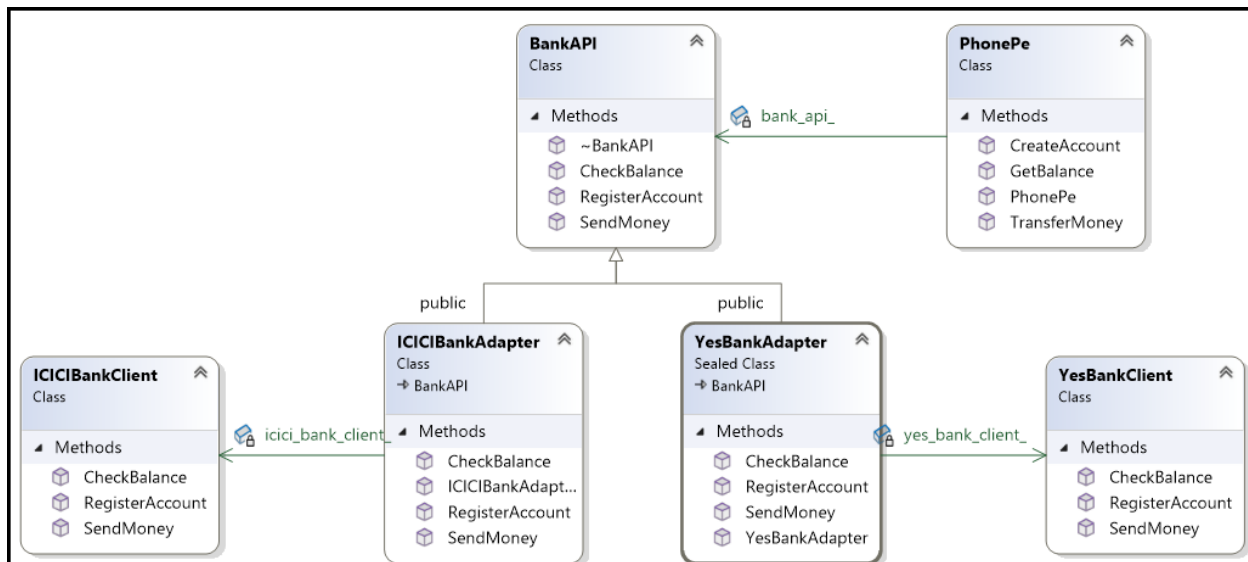 BankAPI
Class
Methods
~BankAPI
CheckBalance
RegisterAccount
SendMoney
bank_api_
PhonePe
Class
Methods
CreateAccount
GetBalance
PhonePe
TransferMoney
public
public
ICICIBankClient
Class
Methods
CheckBalance
RegisterAccount
SendMoney
icici_bank_client_
ICICIBankAdapter
Class
BankAPI
Methods
CheckBalance
ICICIBankAdapt...
RegisterAccount
SendMoney
YesBankAdapter
Sealed Class
BankAPI
Methods
CheckBalance
RegisterAccount
SendMoney
YesBankAdapter
yes_bank_client_
YesBankClient
Class
Methods
CheckBalance
RegisterAccount
SendMoney